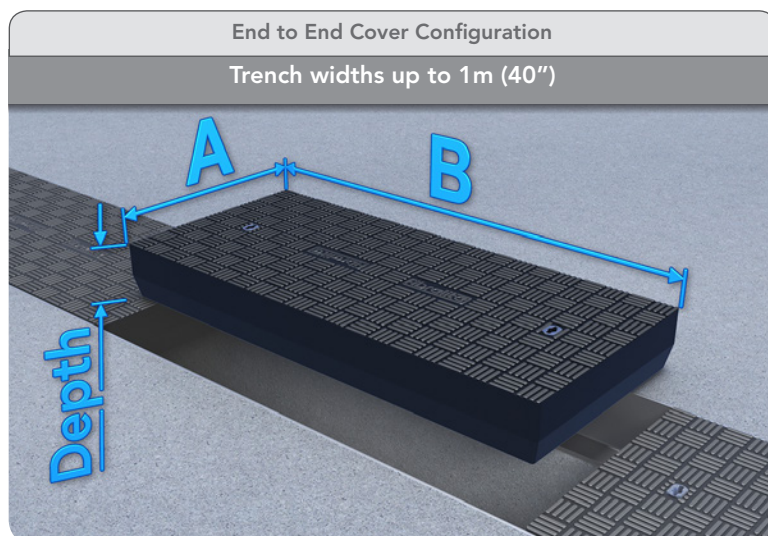 End to End Cover Configuration
Trench widths up to 1m (40”)
A
B
Depth